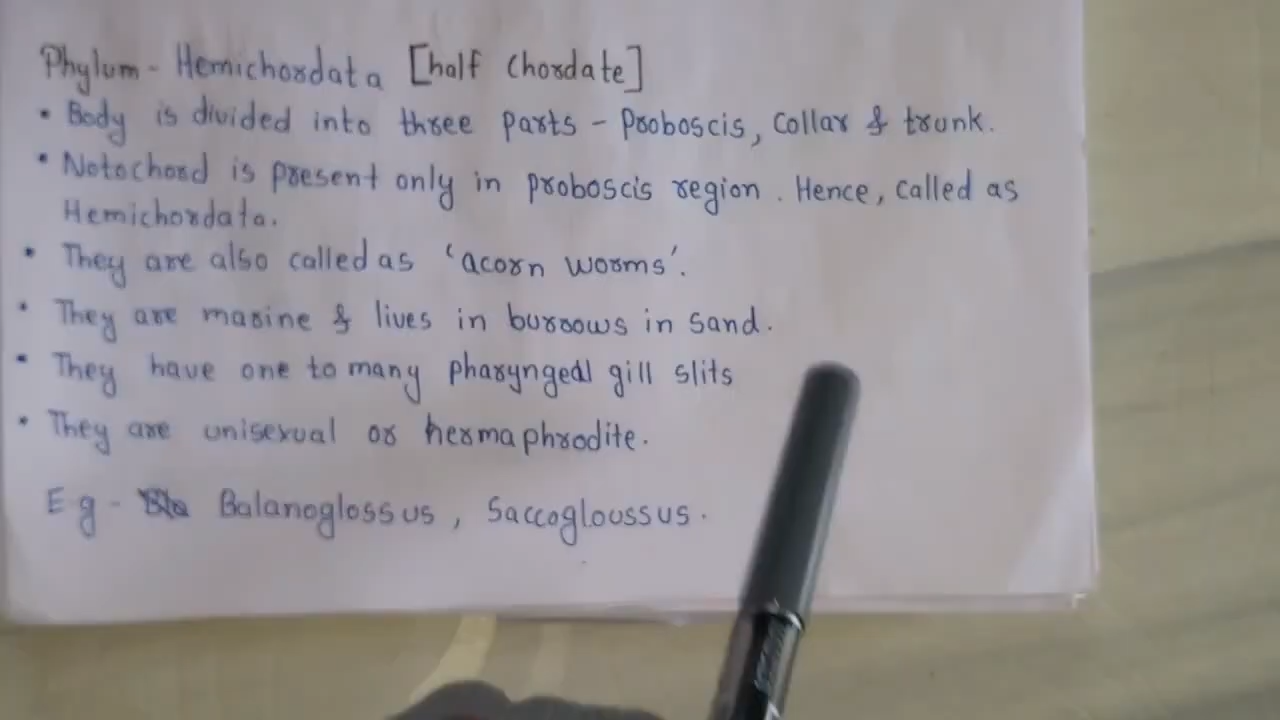 Phylum - Hemichordata [half Chordate]
• Body is divided into three parts - Proboscis, Collar & trunk.
• Notochord is present only in proboscis region. Hence, called as
Hemichordata.
• They are also called as 'acorn worms'.
• They are marine & lives in burrows in sand.
• They have one to many pharyngeal gill slits
• They are unisexual or hermaphrodite.
Eg - Balanoglossus, Saccogloussus.